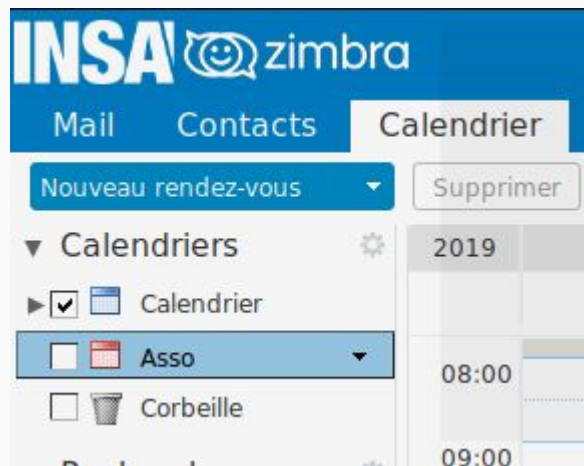 INSA zimbra
Mail Contacts Calendrier
Nouveau rendez-vous Supprimer
Calendriers 2019
Calendrier
Asso
08:00
Corbeille
09:00